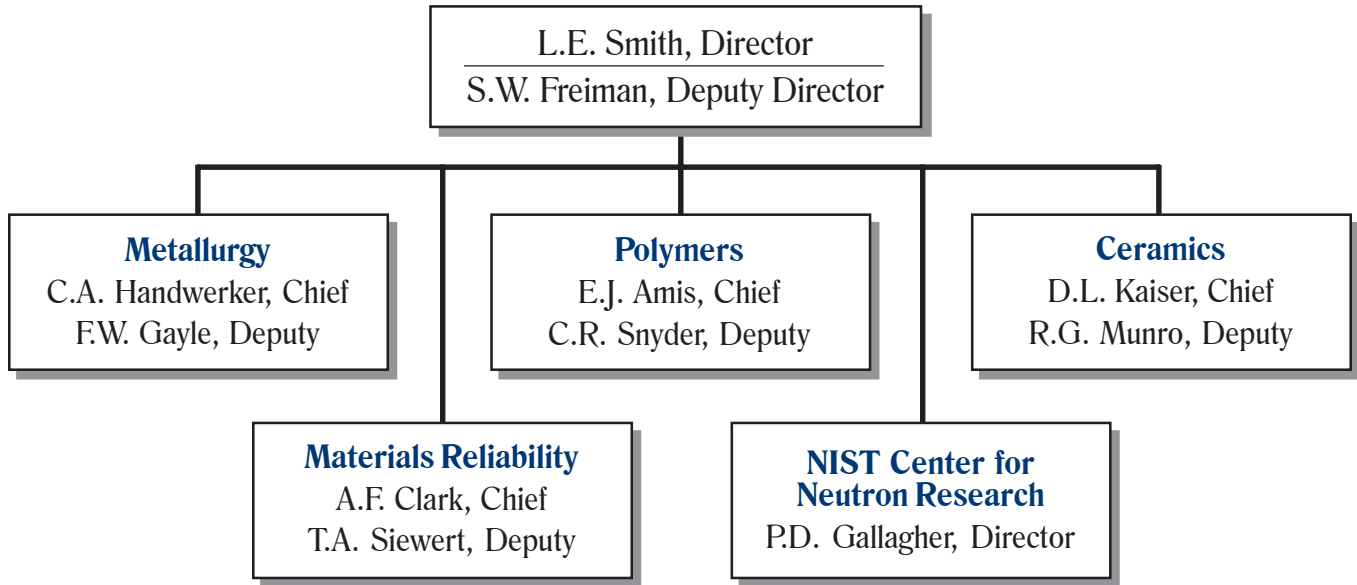 L.E. Smith, Director
S.W. Freiman, Deputy Director
Metallurgy
C.A. Handwerker, Chief
F.W. Gayle, Deputy
Polymers
E.J. Amis, Chief
C.R. Snyder, Deputy
Ceramics
D.L. Kaiser, Chief
R.G. Munro, Deputy
Materials Reliability
A.F. Clark, Chief
T.A. Siewert, Deputy
NIST Center for
Neutron Research
P.D. Gallagher, Director